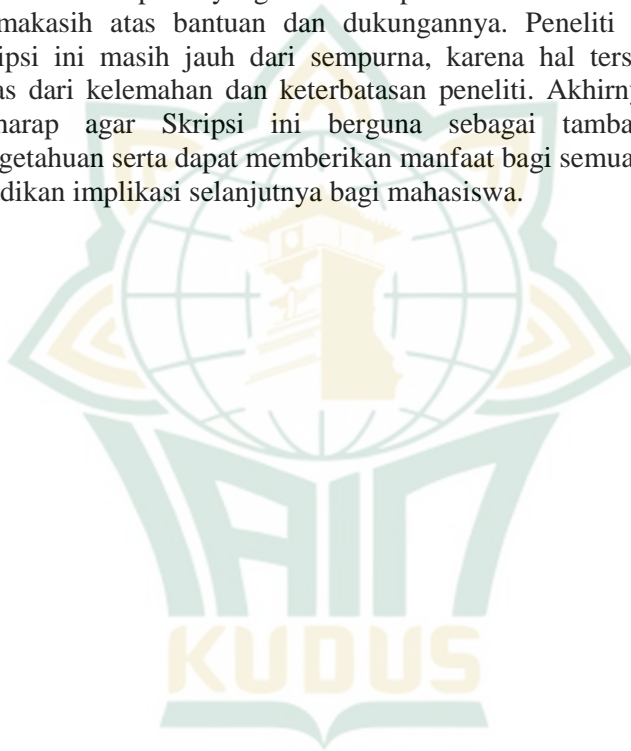 makasih atas bantuan dan dukungannya. Peneliti
ipsi ini masih jauh dari sempurna, karena hal ters
as dari kelemahan dan keterbatasan peneliti. Akhirny
harap agar Skripsi ini berguna sebagai tamba
getahuan serta dapat memberikan manfaat bagi semua
dikan implikasi selanjutnya bagi mahasiswa.
IAIN
KUDUS